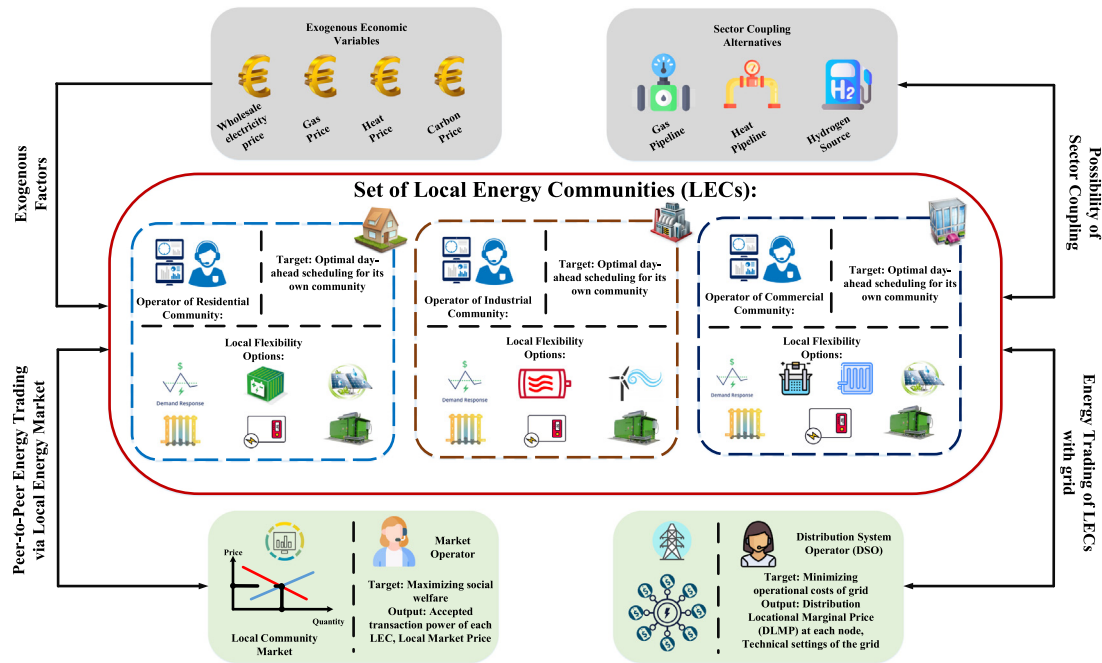 Exogenous Economic
Variables
Wholesale
electricity
price
Gas
Price
Heat
Price
Carbon
Price
Sector Coupling
Alternatives
H2
Gas
Pipeline
Heat
Pipeline
Hydrogen
Source
Exogenous
Factors
Possibility of
Sector Coupling
Set of Local Energy Communities (LECs):
Operator of Residential
Community:
Target: Optimal day-
ahead scheduling for its
own community
Local Flexibility
Options:
$
Demand Response
Operator of Industrial
Community:
Target: Optimal day-
ahead scheduling for its
own community
Local Flexibility
Options:
$
Demand Response
Operator of Commercial
Community:
Target: Optimal day-
ahead scheduling for its
own community
Local Flexibility
Options:
$
Demand Response
Peer-to-Peer Energy Trading
via Local Energy Market
Energy Trading of LECs
with grid
Price
Quantity
Local Community
Market
Market
Operator
Target: Maximizing social
welfare
Output: Accepted
transaction power of each
LEC, Local Market Price
Distribution System
Operator (DSO)
Target: Minimizing
operational costs of grid
Output: Distribution
Locational Marginal Price
(DLMP) at each node,
Technical settings of the grid